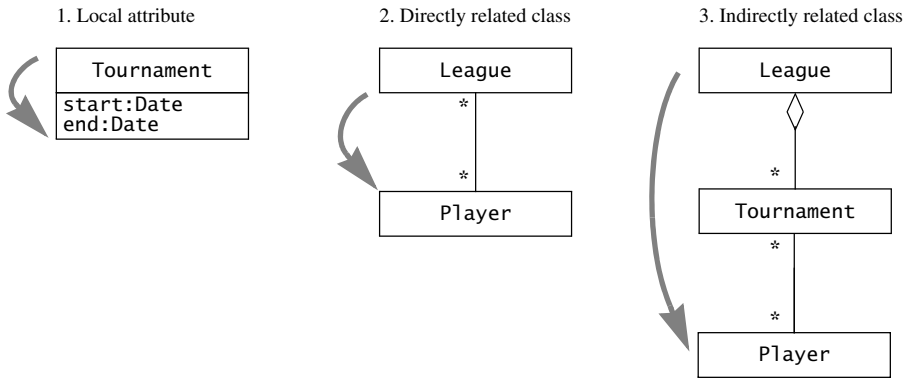 1. Local attribute
Tournament
start:Date
end:Date
2. Directly related class
League
*
*
Player
3. Indirectly related class
League
*
Tournament
*
*
Player